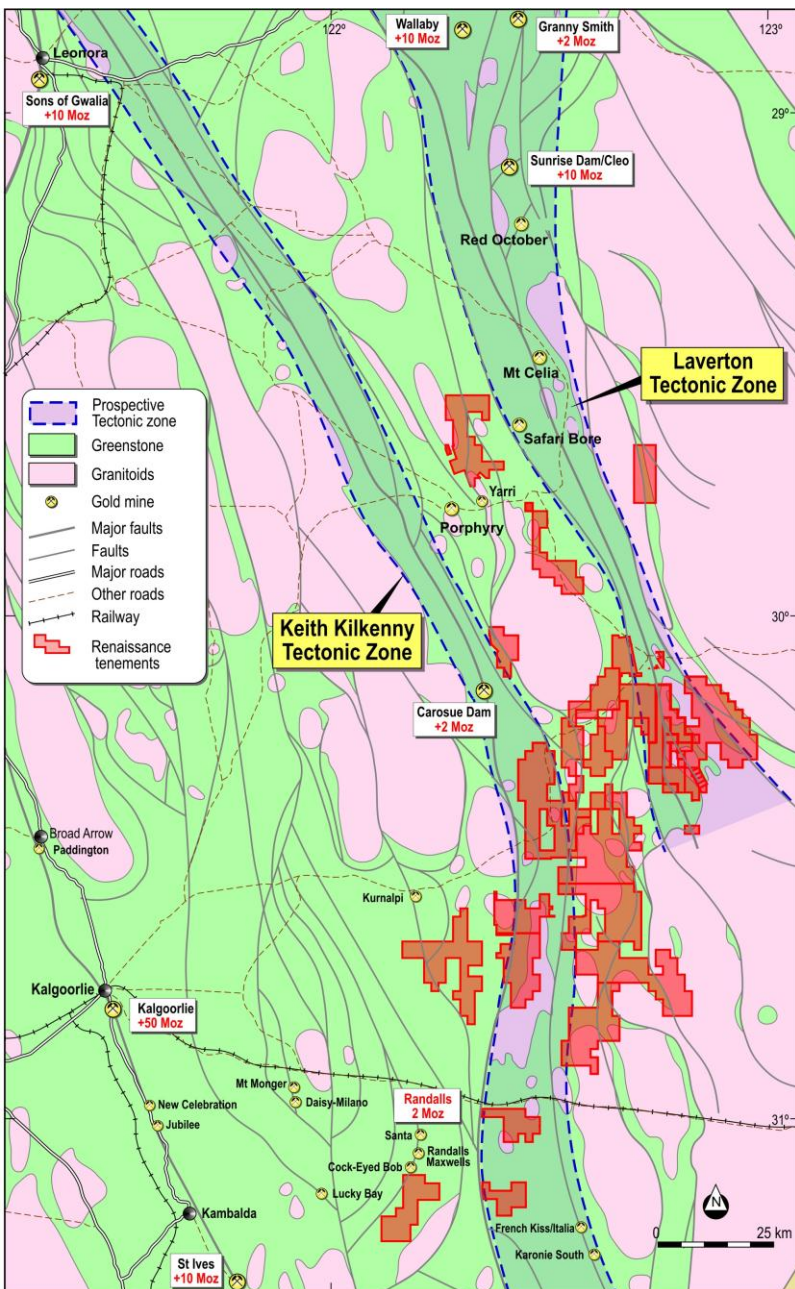 122°
123°
Wallaby
+10 Moz
Granny Smith
+2 Moz
Leonora
Sons of Gwalia
+10 Moz
29°
Sunrise Dam/Cleo
+10 Moz
Red October
Mt Celia
Laverton
Tectonic Zone
Safari Bore
Prospective
Tectonic zone
Greenstone
Granitoids
Gold mine
Major faults
Faults
Major roads
Other roads
Railway
Renaissance
tenements
Yarri
Porphyry
Keith Kilkenny
Tectonic Zone
30°
Carosue Dam
+2 Moz
Broad Arrow
Paddington
Kurnalpi
Kalgoorlie
Kalgoorlie
+50 Moz
Mt Monger
Daisy-Milano
New Celebration
Jubilee
Randalls
2 Moz
31°
Santa
Randalls
Maxwells
Cock-Eyed Bob
Lucky Bay
Kambalda
French Kiss/Italia
Karonie South
N
0 25 km
St Ives
+10 Moz